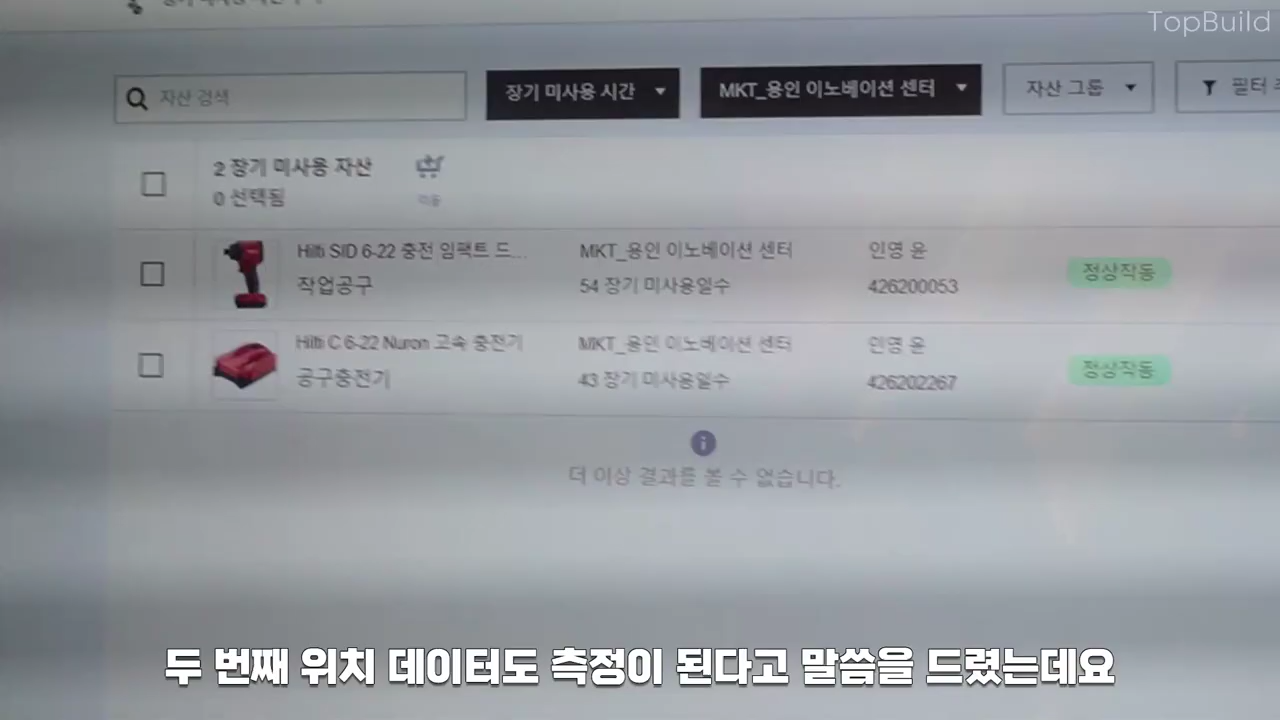 TopBuild
자산 검색
장기 미사용 시간
MKT_용인 이노베이션 센터
자산 그룹
필터
2 장기 미사용 자산
0 선택됨
이동
Hilti SID 6-22 충전 임팩트 드...
MKT_용인 이노베이션 센터
인영 윤
작업공구
54 장기 미사용일수
426200053
정상작동
Hilti C 6-22 Nuron 고속 충전기
MKT_용인 이노베이션 센터
인영 윤
공구충전기
43 장기 미사용일수
426202267
정상작동
더 이상 결과를 볼 수 없습니다.
두 번째 위치 데이터도 측정이 된다고 말씀을 드렸는데요